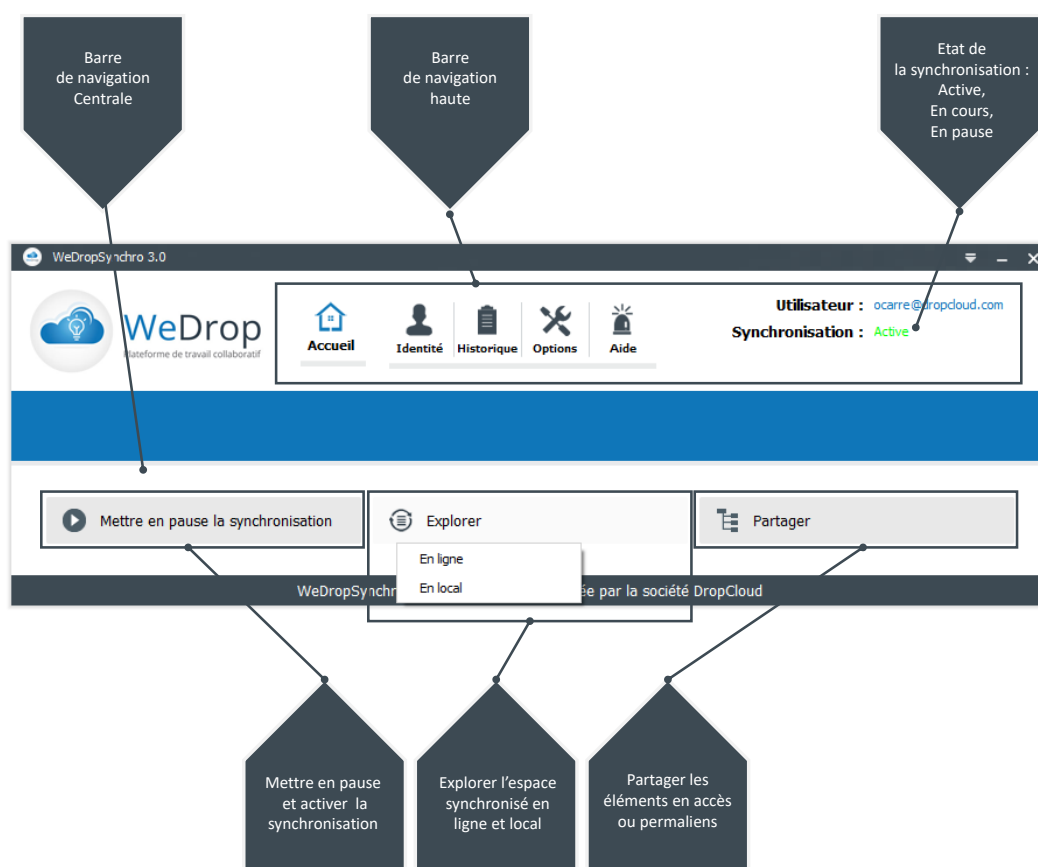 Barre
de navigation
Centrale
Barre
de navigation
haute
Etat de
la synchronisation :
Active,
En cours,
En pause
WeDropSynchro 3.0
WeDrop
Plateforme de travail collaboratif
Accueil
Identité
Historique
Options
Aide
Utilisateur : ocarre@dropcloud.com
Synchronisation : Active
Mettre en pause la synchronisation
Explorer
Partager
En ligne
En local
WeDropSynchr
ée par la société DropCloud
Mettre en pause
et activer la
synchronisation
Explorer l’espace
synchronisé en
ligne et local
Partager les
éléments en accès
ou permaliens